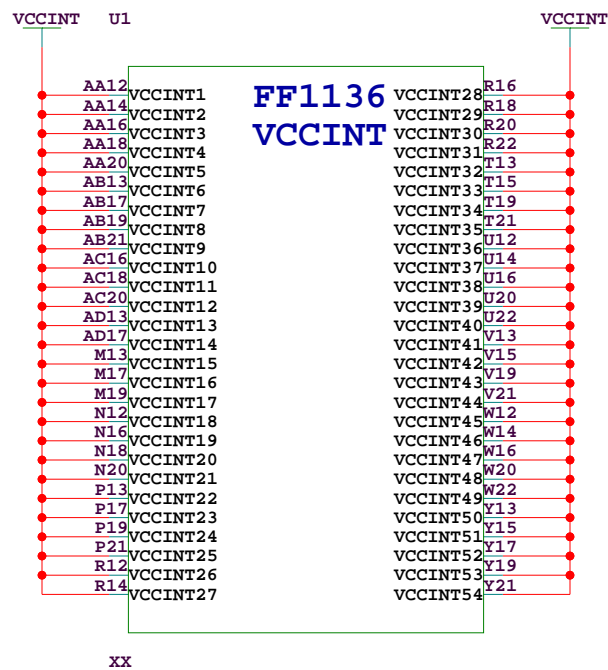 VCCINT U1 VCCINT
FF1136
VCCINT
AA12 VCCINT1 VCCINT28 R16
AA14 VCCINT2 VCCINT29 R18
AA16 VCCINT3 VCCINT30 R20
AA18 VCCINT4 VCCINT31 R22
AA20 VCCINT5 VCCINT32 T13
AB13 VCCINT6 VCCINT33 T15
AB17 VCCINT7 VCCINT34 T19
AB19 VCCINT8 VCCINT35 T21
AB21 VCCINT9 VCCINT36 U12
AC16 VCCINT10 VCCINT37 U14
AC18 VCCINT11 VCCINT38 U16
AC20 VCCINT12 VCCINT39 U20
AD13 VCCINT13 VCCINT40 U22
AD17 VCCINT14 VCCINT41 V13
M13 VCCINT15 VCCINT42 V15
M17 VCCINT16 VCCINT43 V19
M19 VCCINT17 VCCINT44 V21
N12 VCCINT18 VCCINT45 W12
N16 VCCINT19 VCCINT46 W14
N18 VCCINT20 VCCINT47 W16
N20 VCCINT21 VCCINT48 W20
P13 VCCINT22 VCCINT49 W22
P17 VCCINT23 VCCINT50 Y13
P19 VCCINT24 VCCINT51 Y15
P21 VCCINT25 VCCINT52 Y17
R12 VCCINT26 VCCINT53 Y19
R14 VCCINT27 VCCINT54 Y21
XX